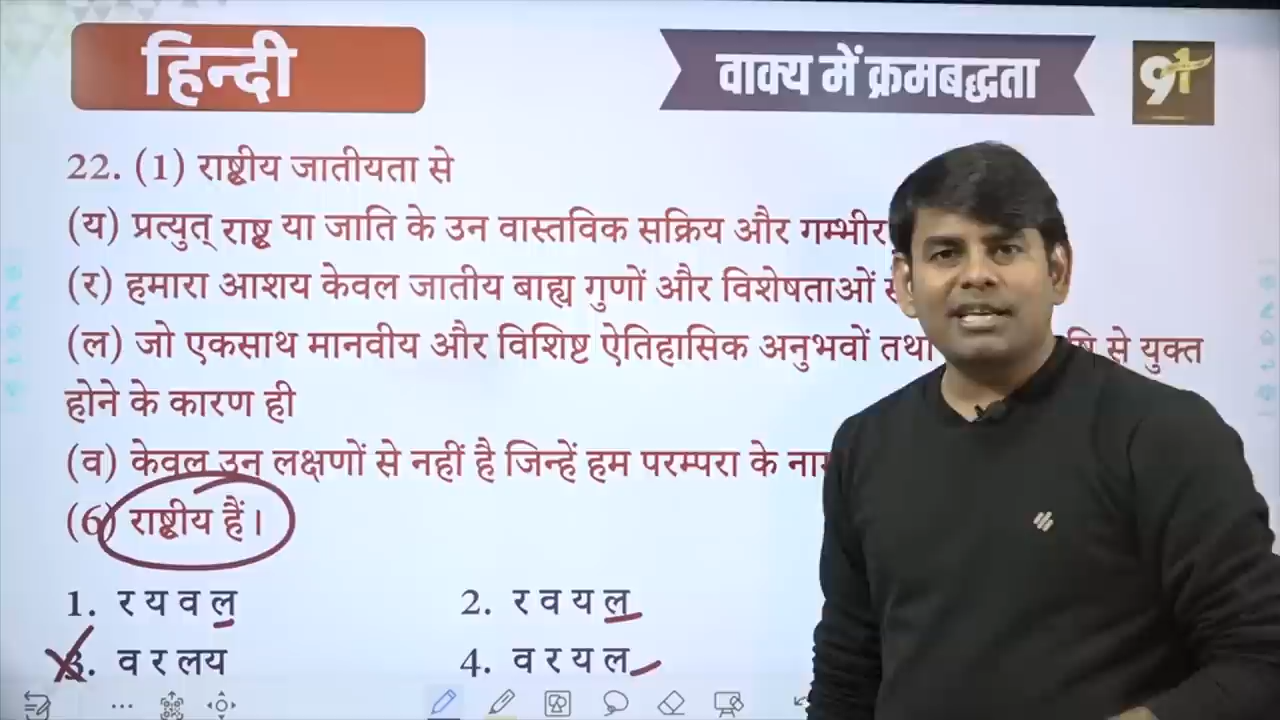 हिन्दी
वाक्य में क्रमबद्धता
22. (1) राष्ट्रीय जातीयता से
(य) प्रत्युत् राष्ट्र या जाति के उन वास्तविक सक्रिय और गम्भीर
(र) हमारा आशय केवल जातीय बाह्य गुणों और विशेषताओं
(ल) जो एकसाथ मानवीय और विशिष्ट ऐतिहासिक अनुभवों तथा से युक्त
होने के कारण ही
(व) केवल उन लक्षणों से नहीं है जिन्हें हम परम्परा के
(6) राष्ट्रीय हैं।
1. र य व ल
2. र व य ल
3. व र लय
4. व र य ल